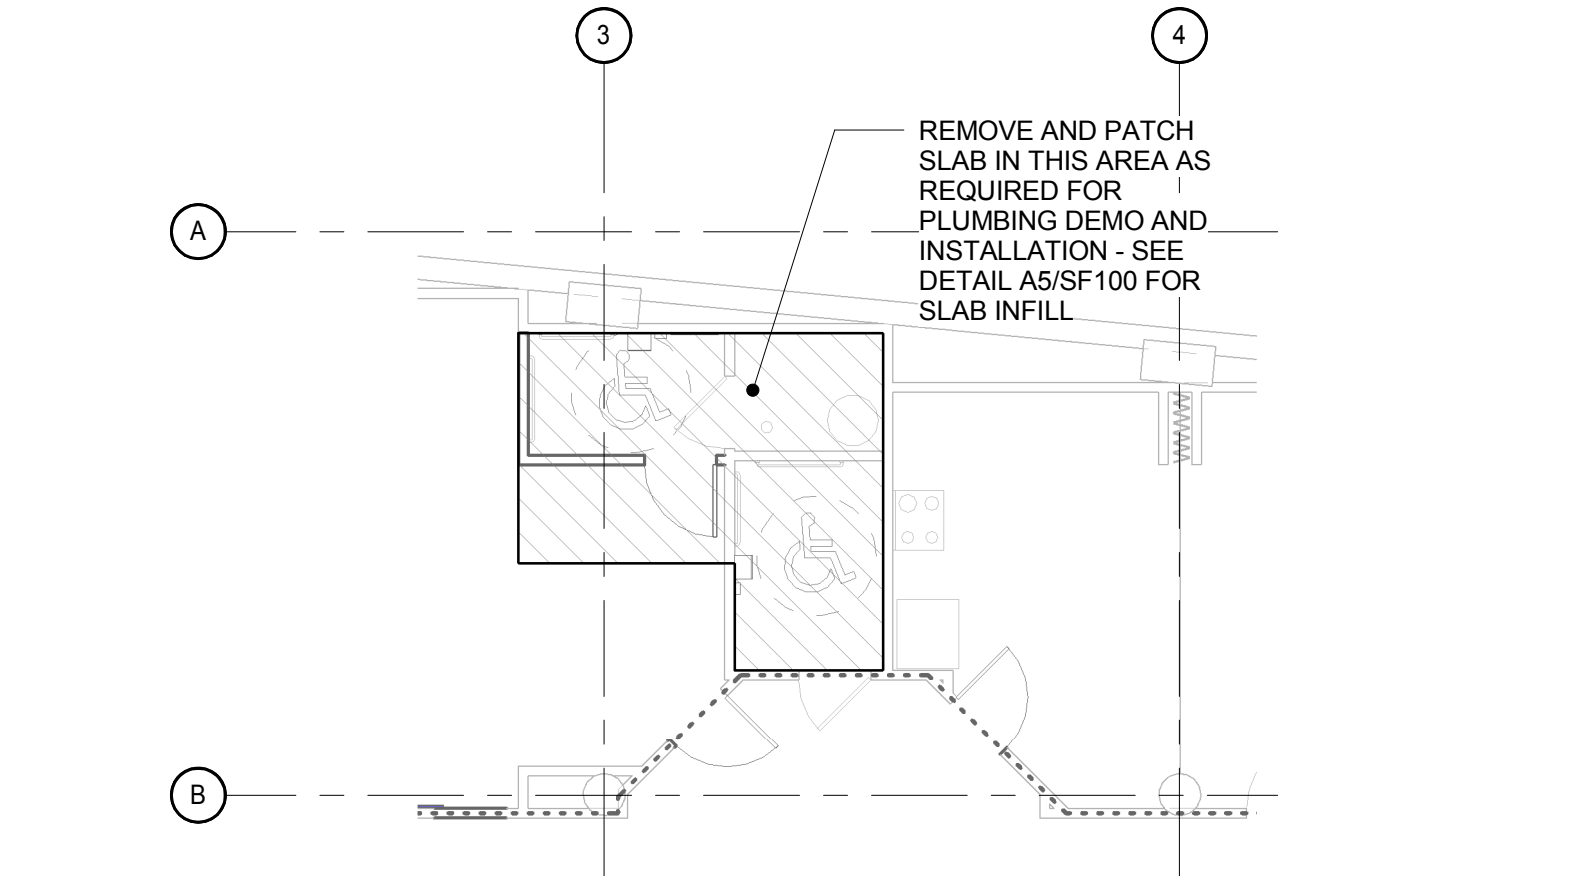 3
4
REMOVE AND PATCH
SLAB IN THIS AREA AS
REQUIRED FOR
PLUMBING DEMO AND
INSTALLATION - SEE
DETAIL A5/SF100 FOR
SLAB INFILL
A
B